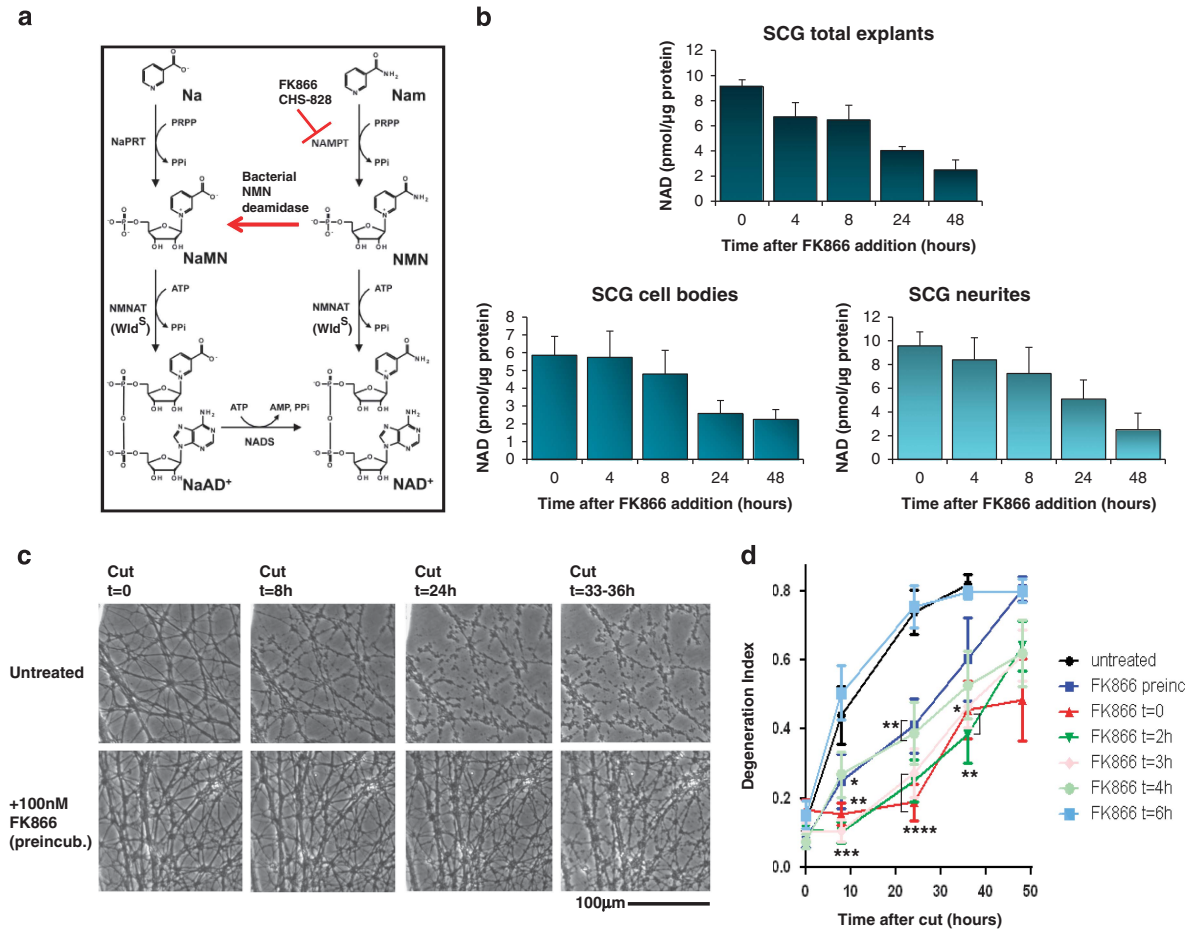 a
Na
Nam
FK866
CHS-828
NaPRT
PRPP
PPi
NAMPT
PRPP
PPi
Bacterial
NMN
deamidase
NaMN
NMN
NMNAT
(Wld^S)
ATP
PPi
NMNAT
(Wld^S)
ATP
PPi
ATP
AMP, PPi
NADS
NaAD⁺
NAD⁺
b
SCG total explants
NAD (pmol/µg protein)
12
10
8
6
4
2
0
0 4 8 24 48
Time after FK866 addition (hours)
SCG cell bodies
NAD (pmol/µg protein)
8
7
6
5
4
3
2
1
0
0 4 8 24 48
Time after FK866 addition (hours)
SCG neurites
NAD (pmol/µg protein)
12
10
8
6
4
2
0
0 4 8 24 48
Time after FK866 addition (hours)
c
Cut
t=0
Cut
t=8h
Cut
t=24h
Cut
t=33-36h
Untreated
+100nM
FK866
(preincub.)
100µm
d
Degeneration Index
0.8
0.6
0.4
0.2
0.0
0 10 20 30 40 50
Time after cut (hours)
**
*
*
**
**
****
***
untreated
FK866 preinc
FK866 t=0
FK866 t=2h
FK866 t=3h
FK866 t=4h
FK866 t=6h